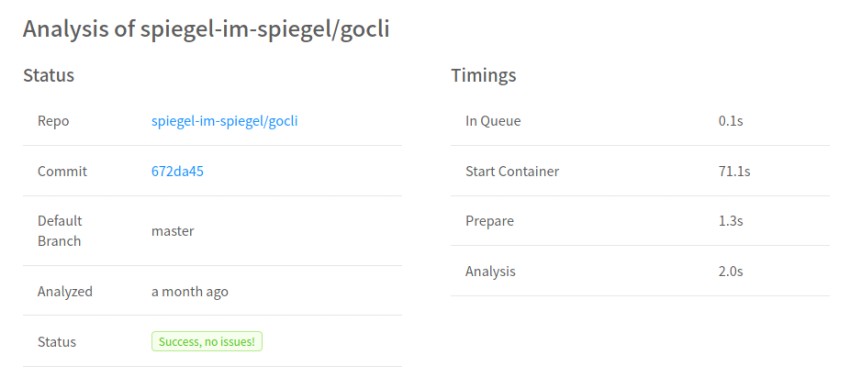 Analysis of spiegel-im-spiegel/gocli
Status
Repo spiegel-im-spiegel/gocli
Commit 672da45
Default
Branch
master
Analyzed a month ago
Status Success, no issues!
Timings
In Queue 0.1s
Start Container 71.1s
Prepare 1.3s
Analysis 2.0s